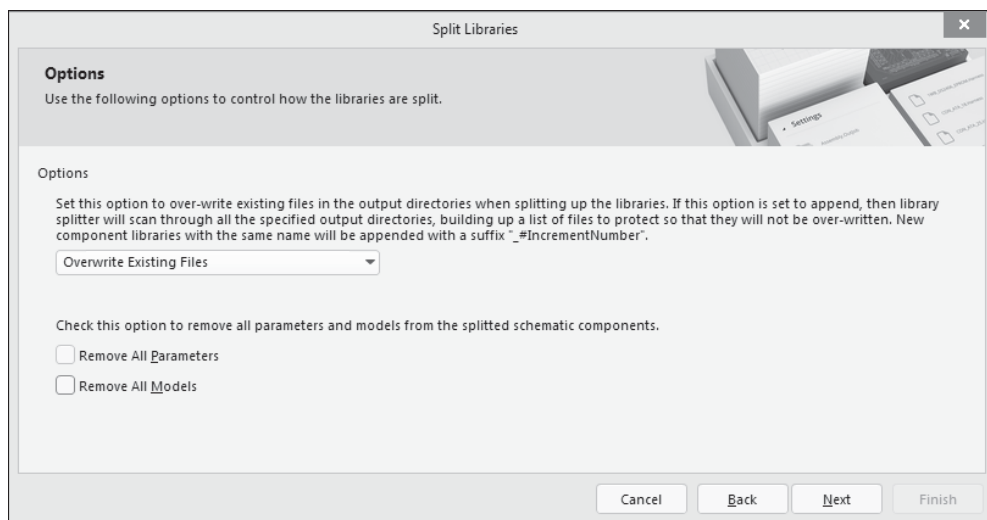 Split Libraries
Options
Use the following options to control how the libraries are split.
Settings
Assembly Output
Options
Set this option to over-write existing files in the output directories when splitting up the libraries. If this option is set to append, then library
splitter will scan through all the specified output directories, building up a list of files to protect so that they will not be over-written. New
component libraries with the same name will be appended with a suffix "_#IncrementNumber".
Overwrite Existing Files
Check this option to remove all parameters and models from the splitted schematic components.
Remove All Parameters
Remove All Models
Cancel
Back
Next
Finish